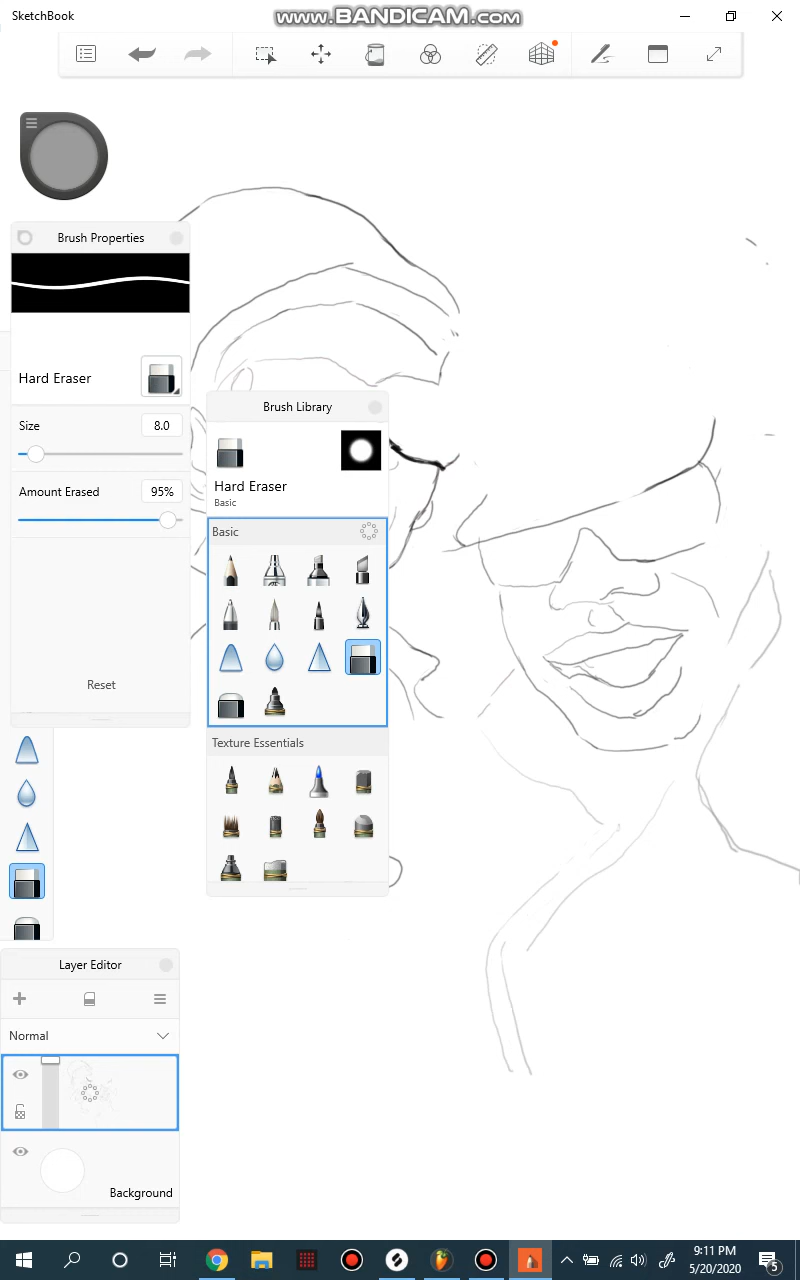 SketchBook
www.BANDICAM.com
Brush Properties
Hard Eraser
Size
8.0
Amount Erased
95%
Reset
Brush Library
Hard Eraser
Basic
Basic
Texture Essentials
Layer Editor
Normal
Background
9:11 PM
5/20/2020
5